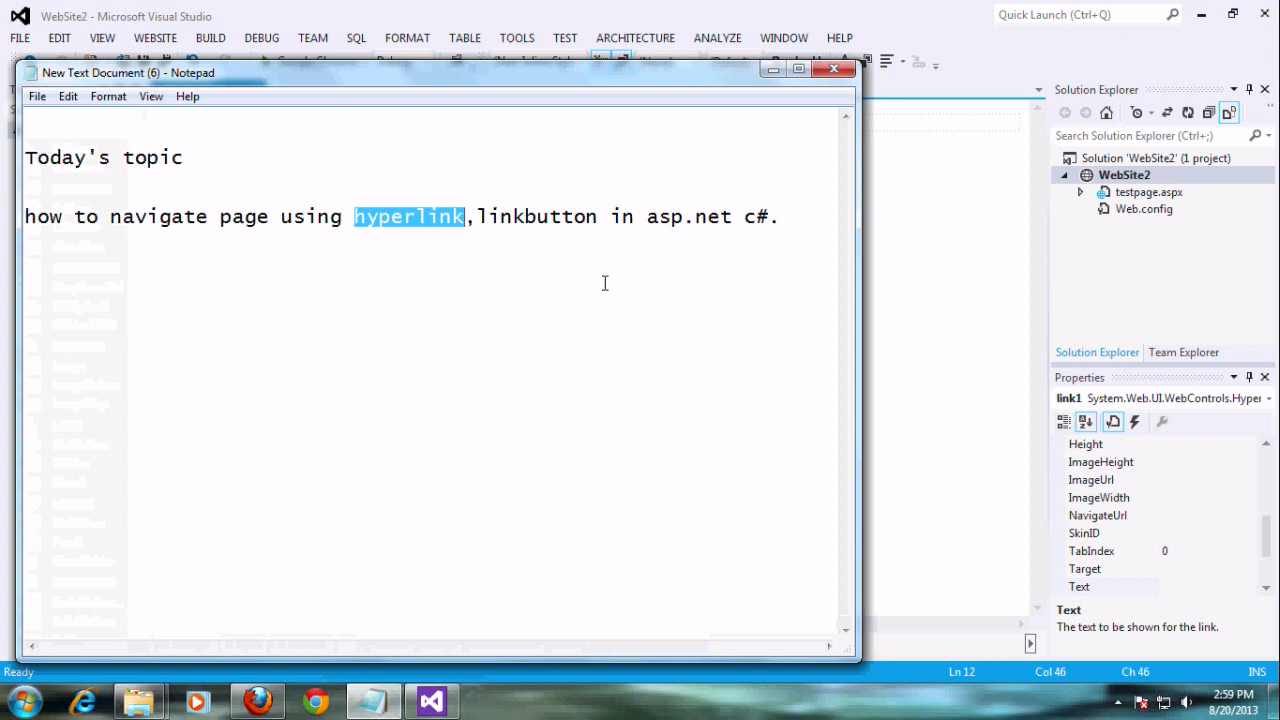 WebSite2 - Microsoft Visual Studio
Quick Launch (Ctrl+Q)
FILE EDIT VIEW WEBSITE BUILD DEBUG TEAM SQL FORMAT TABLE TOOLS TEST ARCHITECTURE ANALYZE WINDOW HELP
New Text Document (6) - Notepad
File Edit Format View Help
Today's topic
how to navigate page using hyperlink,linkbutton in asp.net c#.
Solution Explorer
Search Solution Explorer (Ctrl+;)
Solution 'WebSite2' (1 project)
WebSite2
testpage.aspx
Web.config
Solution Explorer Team Explorer
Properties
link1 System.Web.UI.WebControls.Hyper
Height
ImageHeight
ImageUrl
ImageWidth
NavigateUrl
SkinID
TabIndex 0
Target
Text
Text
The text to be shown for the link.
Ready Ln 12 Col 46 Ch 46 INS
2:59 PM
8/20/2013